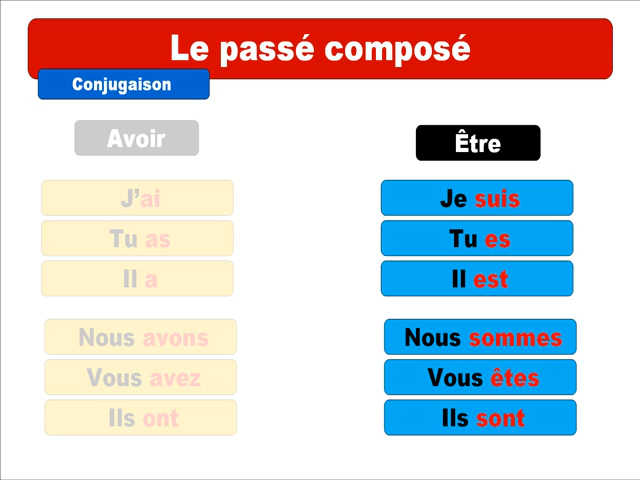 Le passé composé
Conjugaison
Avoir
J'ai
Tu as
Il a
Nous avons
Vous avez
Ils ont
Être
Je suis
Tu es
Il est
Nous sommes
Vous êtes
Ils sont